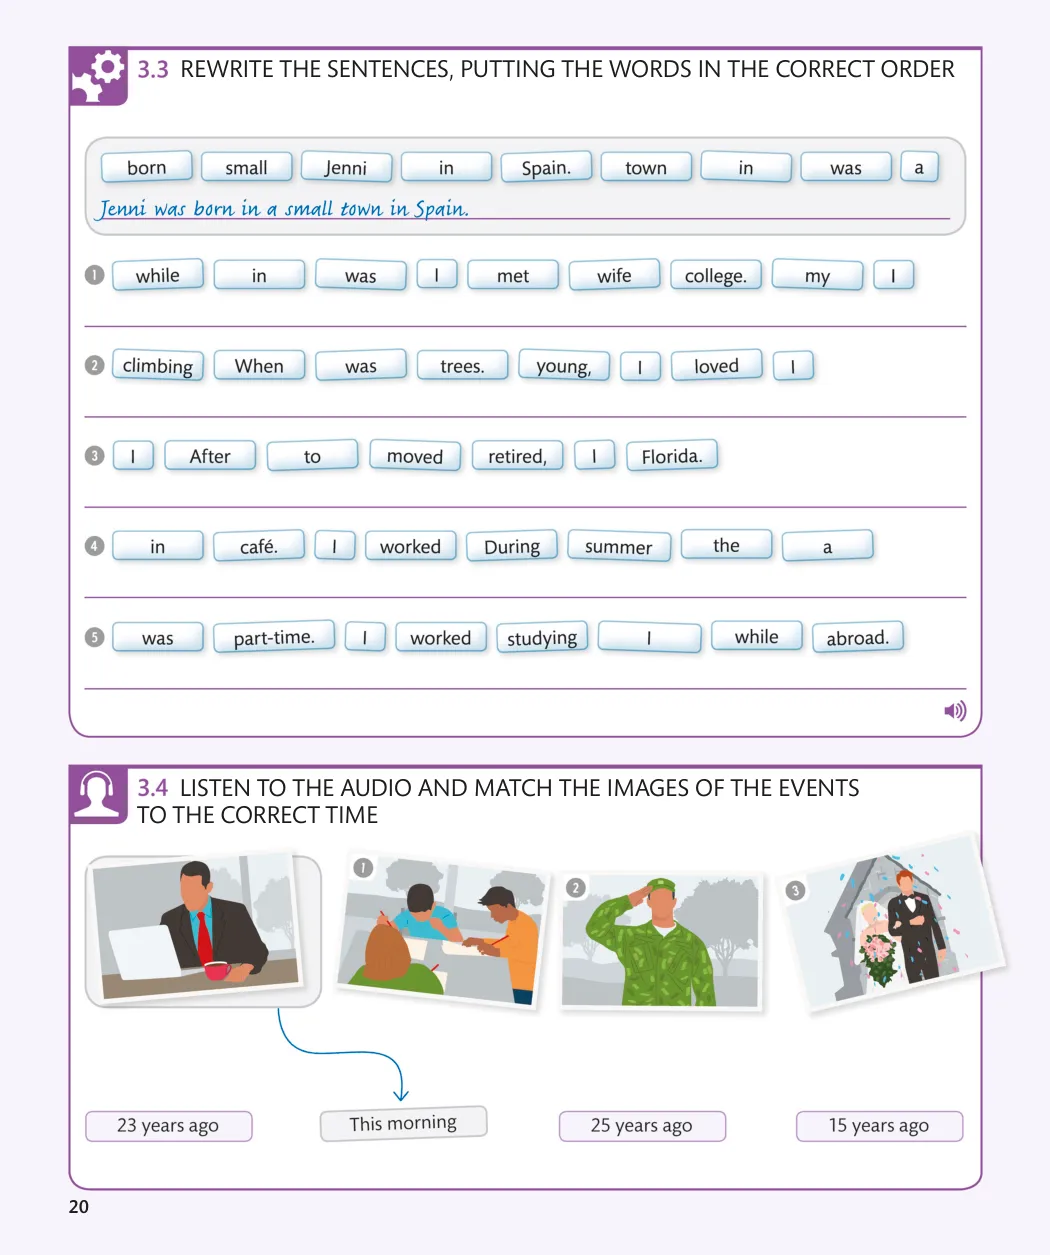 3.3 REWRITE THE SENTENCES, PUTTING THE WORDS IN THE CORRECT ORDER
born small Jenni in Spain. town in was a
Jenni was born in a small town in Spain.
1 while in was I met wife college. my I
2 climbing When was trees. young, I loved I
3 I After to moved retired, I Florida.
4 in café. I worked During summer the a
5 was part-time. I worked studying I while abroad.
3.4 LISTEN TO THE AUDIO AND MATCH THE IMAGES OF THE EVENTS
TO THE CORRECT TIME
1 2 3
23 years ago This morning 25 years ago 15 years ago
20